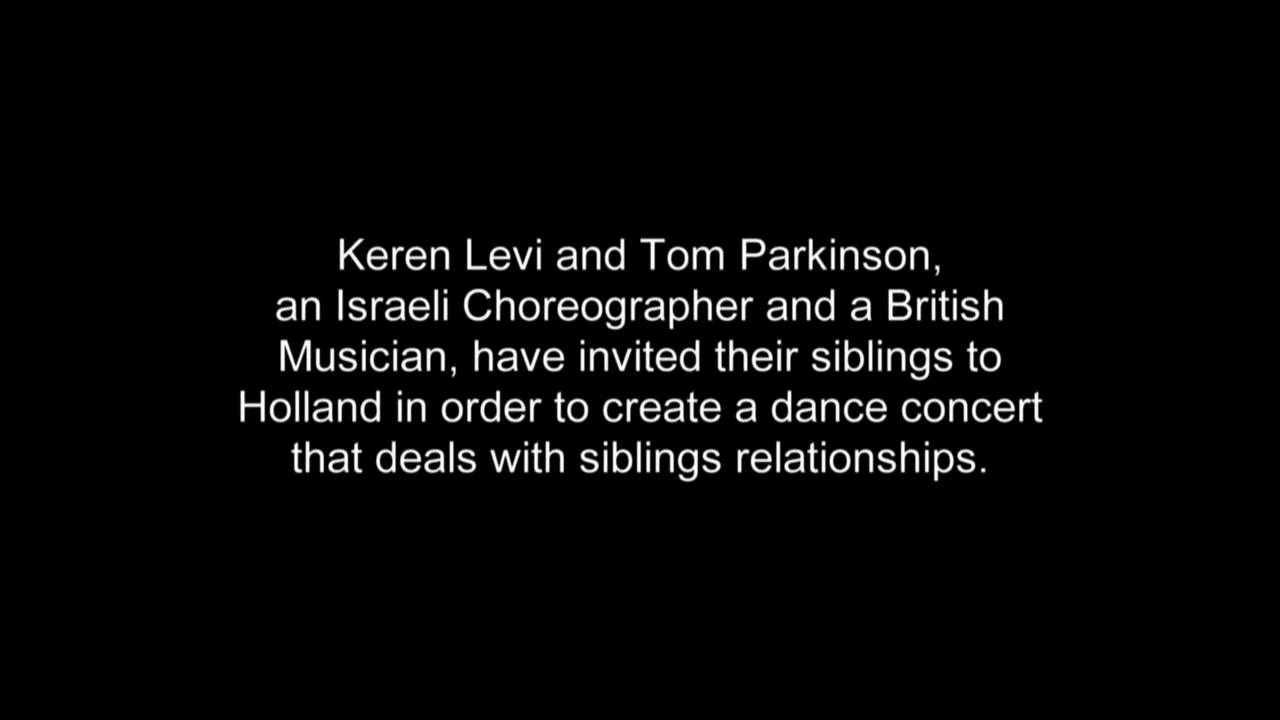 Keren Levi and Tom Parkinson,
an Israeli Choreographer and a British
Musician, have invited their siblings to
Holland in order to create a dance concert
that deals with siblings relationships.